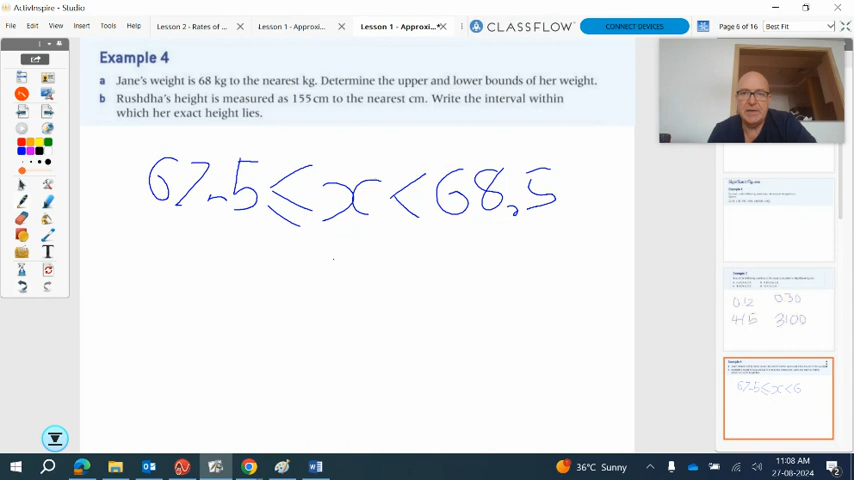 ActivInspire - Studio
File Edit View Insert Tools Help
Lesson 2 - Rates of ...
Lesson 1 - Approxi...
Lesson 1 - Approxi...*
CLASSFLOW
CONNECT DEVICES
Page 6 of 16
Best Fit
Example 4
a Jane's weight is 68 kg to the nearest kg. Determine the upper and lower bounds of her weight.
b Rushdha's height is measured as 155 cm to the nearest cm. Write the interval within
which her exact height lies.
67.5 ≤ x < 68.5
Significant Figures
0.12 0.30
445 3100
67.5 ≤ x < 6
36°C Sunny
11:08 AM
27-08-2024
2